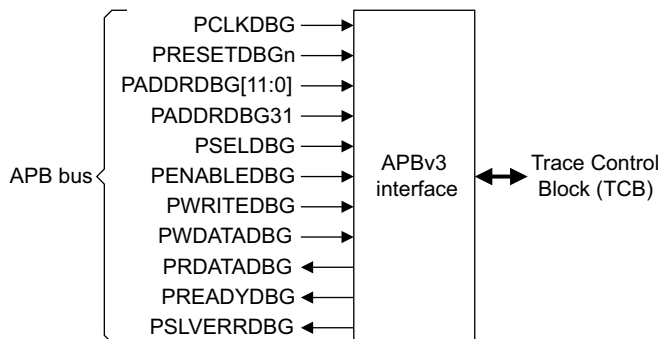 PCLKDBG
PRESETDBGn
PADDRDBG[11:0]
PADDRDBG31
PSELDBG
APB bus
PENABLEDBG
PWRITEDBG
PWDATADBG
PRDATADBG
PREADYDBG
PSLVERRDBG
APBv3
interface
Trace Control
Block (TCB)